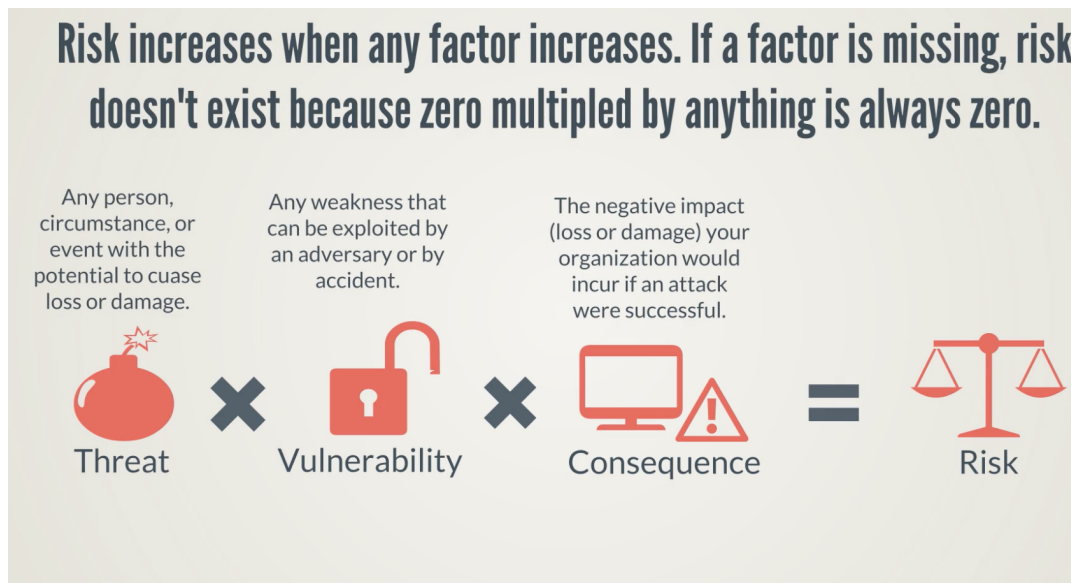 Risk increases when any factor increases. If a factor is missing, risk
doesn't exist because zero multipled by anything is always zero.
Any person,
circumstance, or
event with the
potential to cuase
loss or damage.
Any weakness that
can be exploited by
an adversary or by
accident.
The negative impact
(loss or damage) your
organization would
incur if an attack
were successful.
Threat
Vulnerability
Consequence
Risk